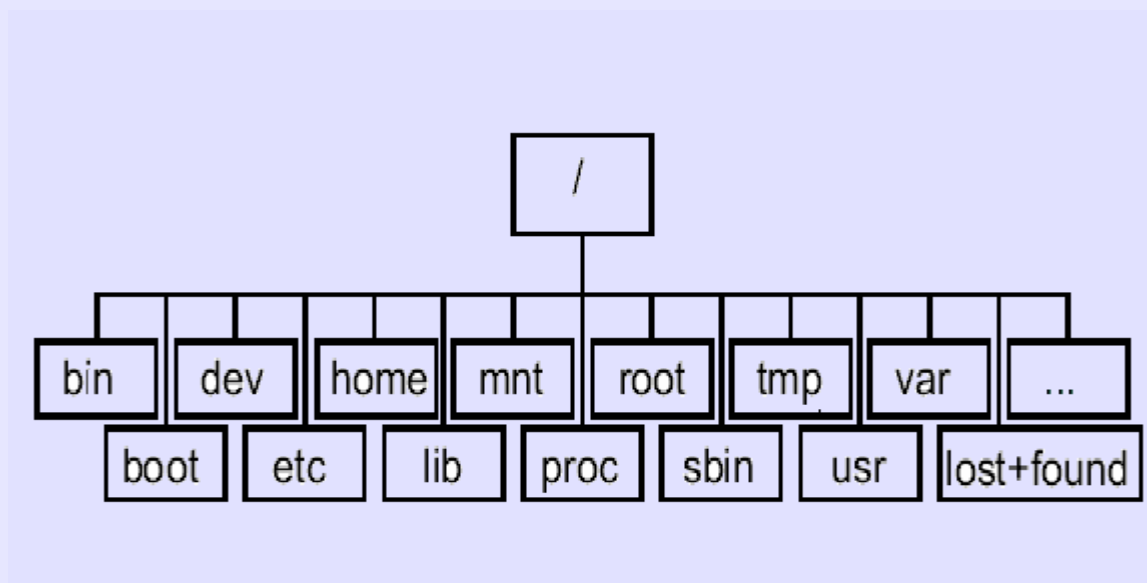 /
bin dev home mnt root tmp var ...
boot etc lib proc sbin usr lost+found